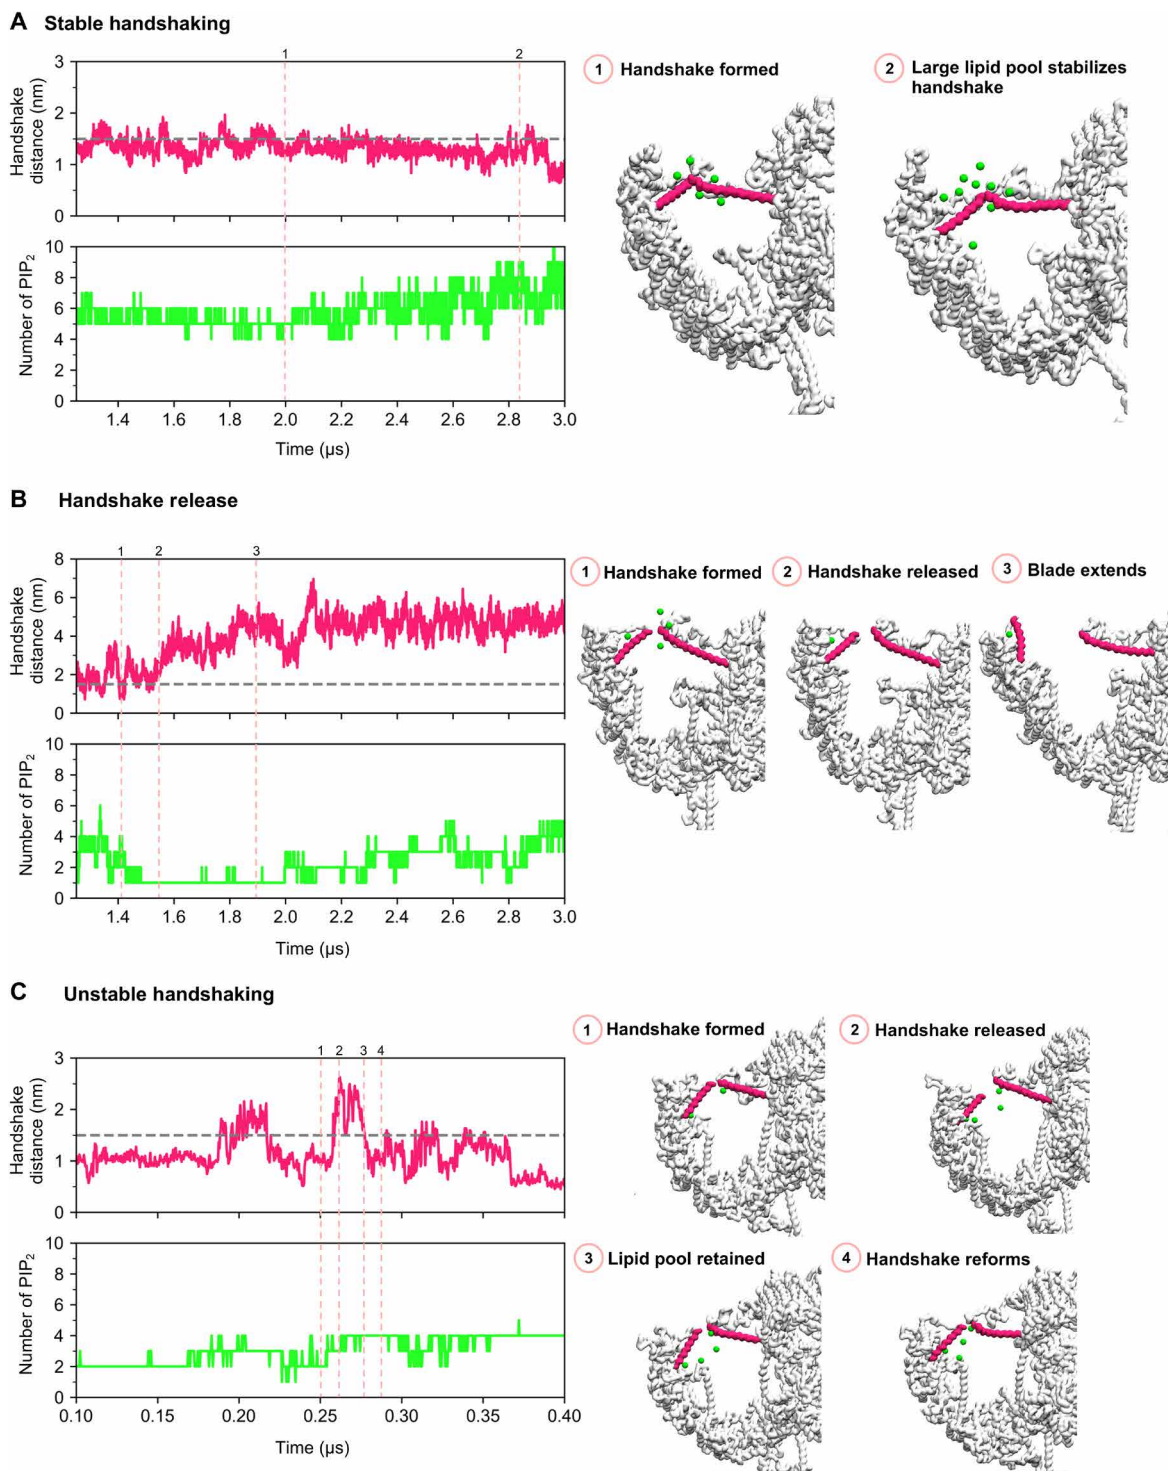 A Stable handshaking
1 2
3
2
1
0
Handshake
distance (nm)
10
8
6
4
2
0
Number of PIP₂
1.4 1.6 1.8 2.0 2.2 2.4 2.6 2.8 3.0
Time (µs)
1 Handshake formed
2 Large lipid pool stabilizes
handshake
B Handshake release
1 2 3
8
6
4
2
0
Handshake
distance (nm)
10
8
6
4
2
0
Number of PIP₂
1.4 1.6 1.8 2.0 2.2 2.4 2.6 2.8 3.0
Time (µs)
1 Handshake formed
2 Handshake released
3 Blade extends
C Unstable handshaking
1 2 3 4
3
2
1
0
Handshake
distance (nm)
10
8
6
4
2
0
Number of PIP₂
0.10 0.15 0.20 0.25 0.30 0.35 0.40
Time (µs)
1 Handshake formed
2 Handshake released
3 Lipid pool retained
4 Handshake reforms